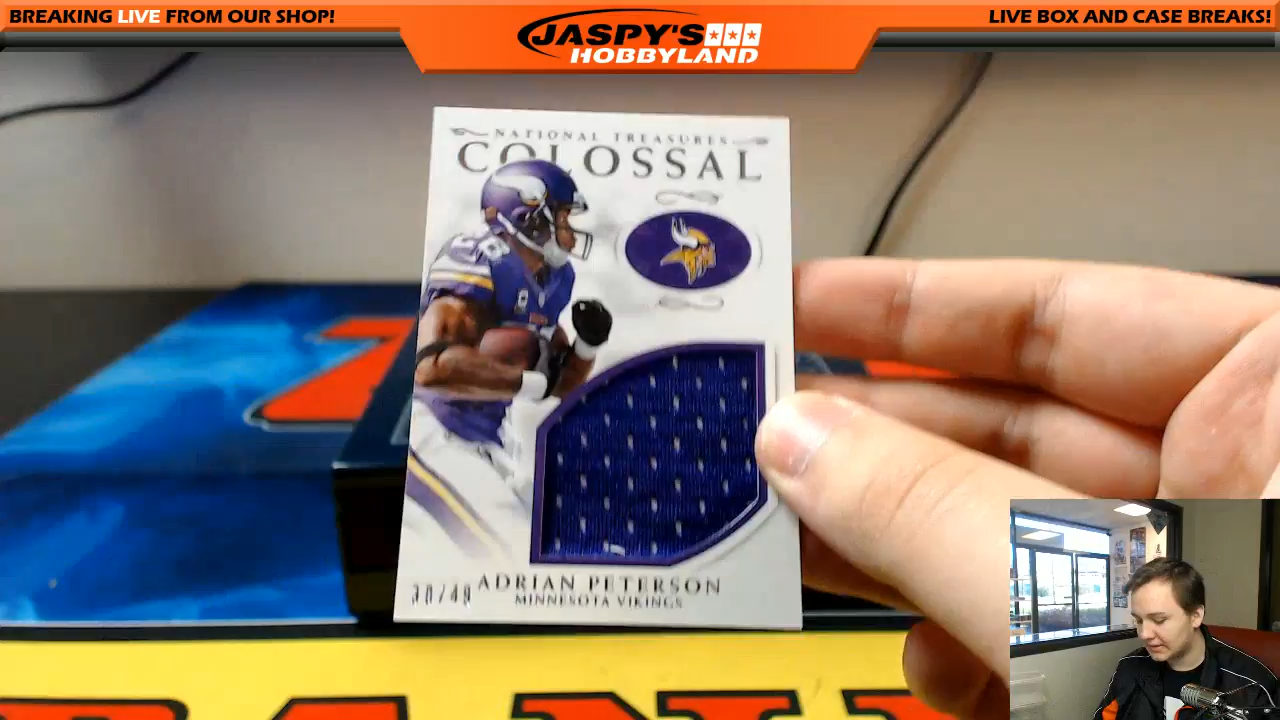 BREAKING LIVE FROM OUR SHOP!
LIVE BOX AND CASE BREAKS!
JASPY'S
HOBBYLAND
NATIONAL TREASURES
COLOSSAL
28
ADRIAN PETERSON
MINNESOTA VIKINGS